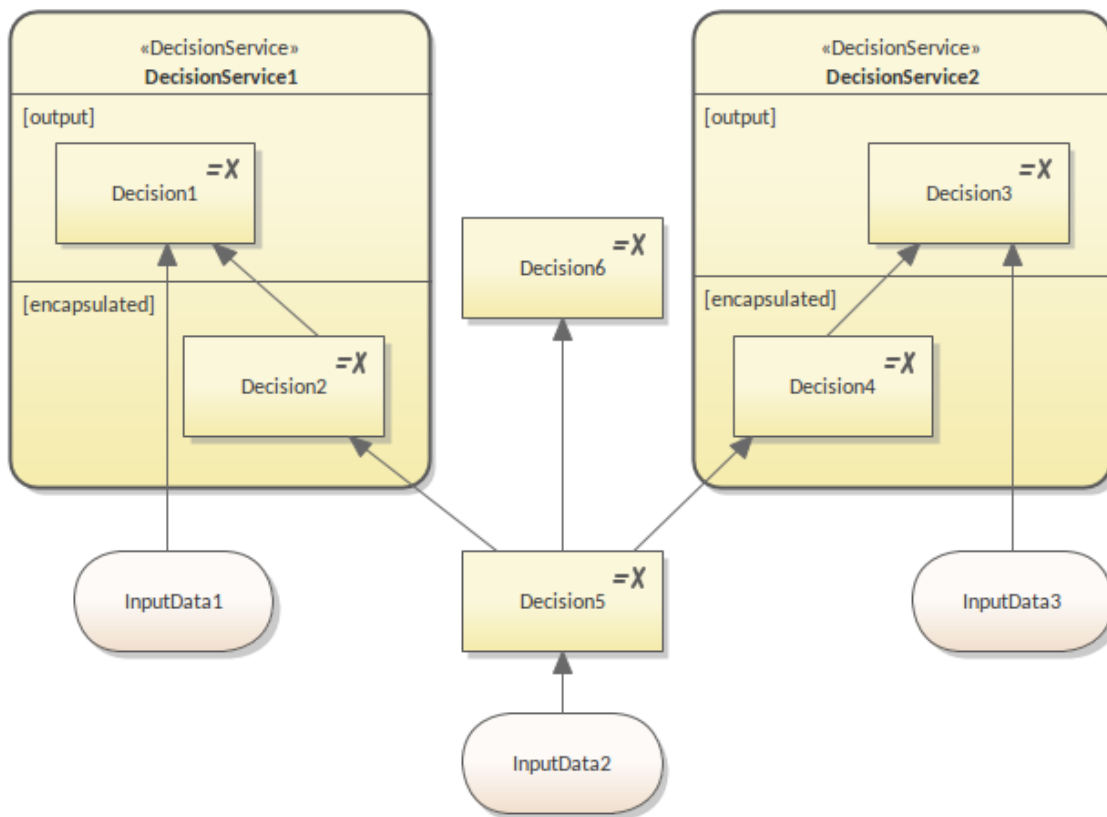 «DecisionService»
DecisionService1
[output]
=X
Decision1
[encapsulated]
=X
Decision2
=X
Decision6
«DecisionService»
DecisionService2
[output]
=X
Decision3
[encapsulated]
=X
Decision4
InputData1
=X
Decision5
InputData3
InputData2